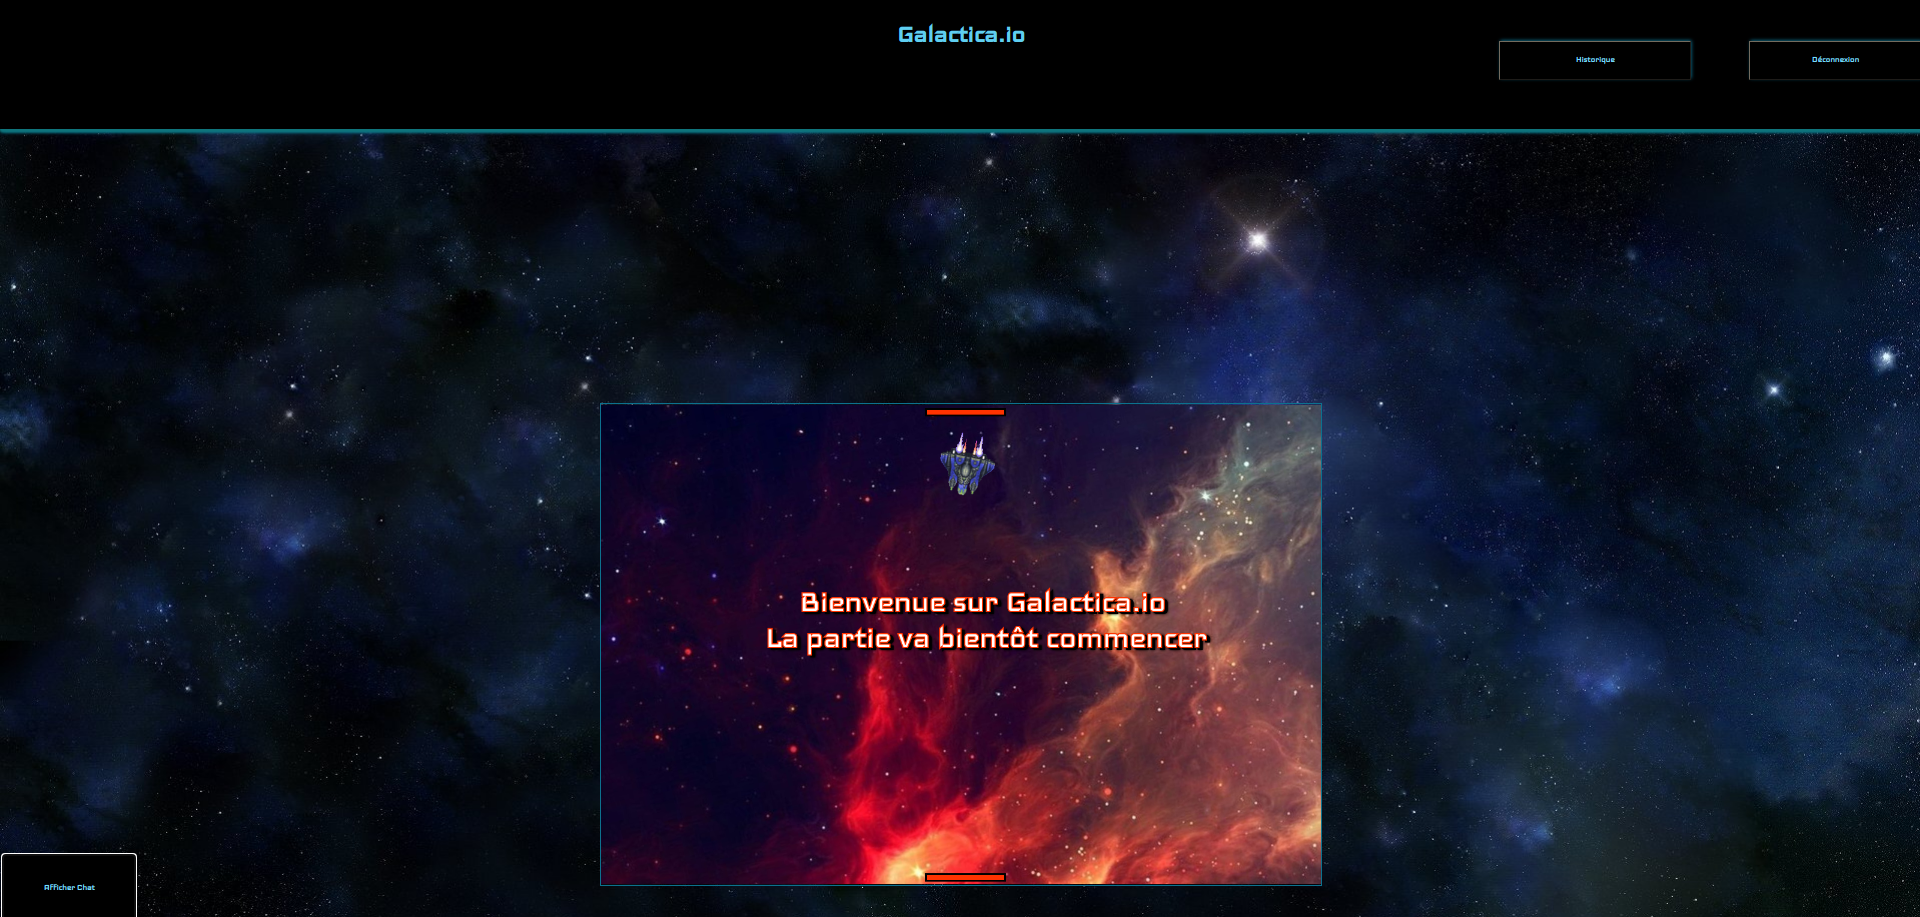 Galactica.io
Historique
Déconnexion
Bienvenue sur Galactica.io
La partie va bientôt commencer
Afficher Chat